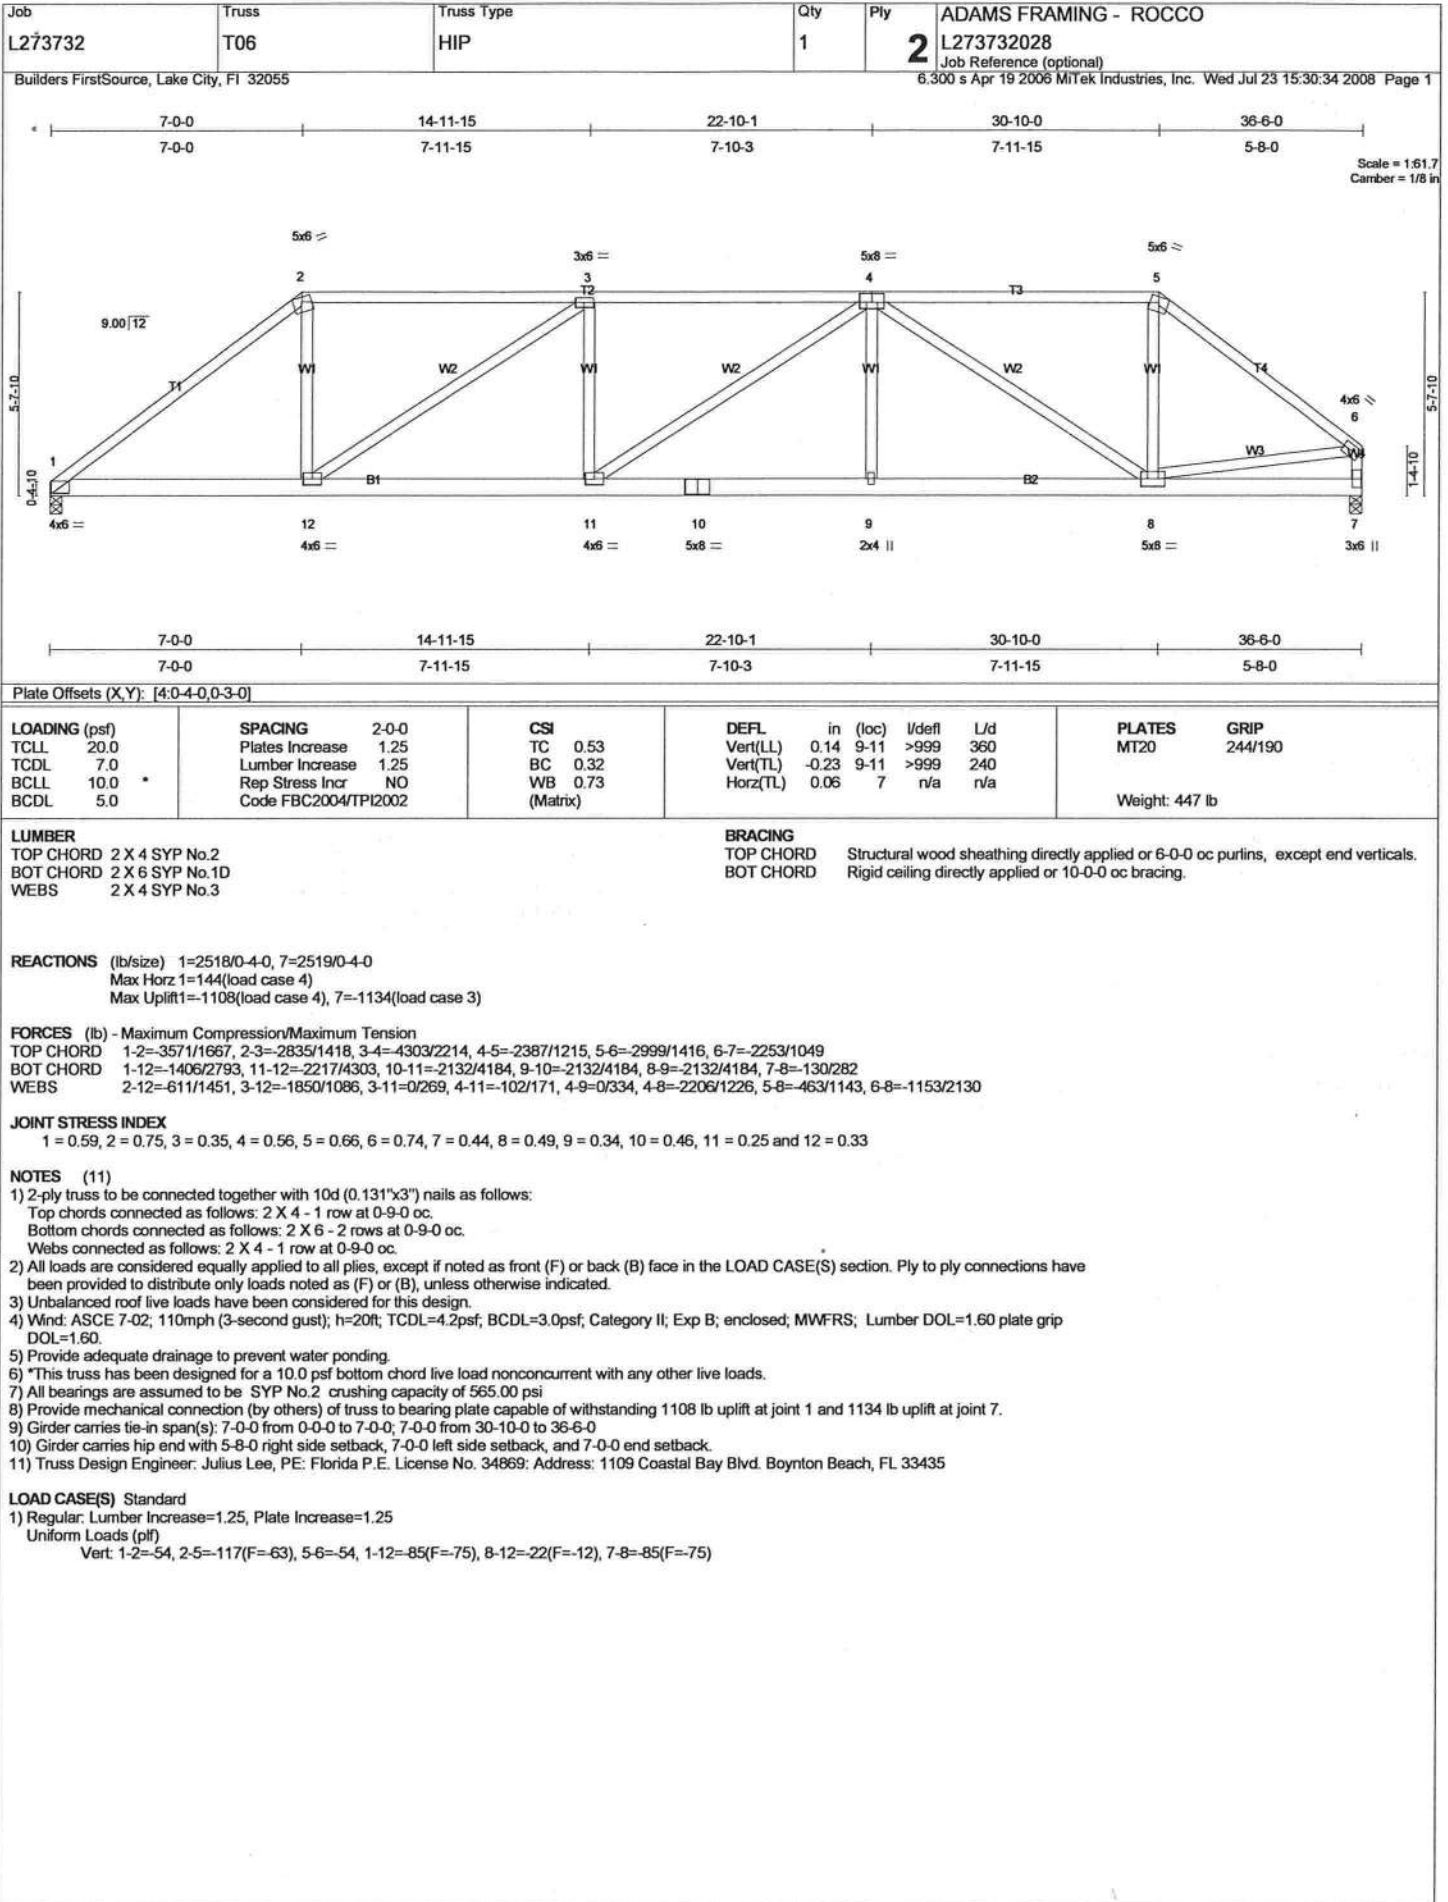 Job Truss Truss Type Qty Ply ADAMS FRAMING - ROCCO
L273732 T06 HIP 1 2 L273732028
Job Reference (optional)
Builders FirstSource, Lake City, Fl 32055 6.300 s Apr 19 2006 MiTek Industries, Inc. Wed Jul 23 15:30:34 2008 Page 1
7-0-0 14-11-15 22-10-1 30-10-0 36-6-0
7-0-0 7-11-15 7-10-3 7-11-15 5-8-0
Scale = 1:61.7
Camber = 1/8 in
5x6 =
3x6 =
5x8 =
5x6 =
2 3 4 5
T2 T3
9.00 12
T1 W1 W2 W1 W2 W1 W2 W1 T4
5-7-10
5-7-10
4x6
6
1
W3 W4
B1 B2
0-4-10
1-4-10
4x6 = 12 11 10 9 8 7
4x6 = 4x6 = 5x8 = 2x4 || 5x8 = 3x6 ||
7-0-0 14-11-15 22-10-1 30-10-0 36-6-0
7-0-0 7-11-15 7-10-3 7-11-15 5-8-0
Plate Offsets (X,Y): [4:0-4-0,0-3-0]
LOADING (psf) SPACING 2-0-0 CSI DEFL in (loc) l/defl L/d PLATES GRIP
TCLL 20.0 Plates Increase 1.25 TC 0.53 Vert(LL) 0.14 9-11 >999 360 MT20 244/190
TCDL 7.0 Lumber Increase 1.25 BC 0.32 Vert(TL) -0.23 9-11 >999 240
BCLL 10.0 * Rep Stress Incr NO WB 0.73 Horz(TL) 0.06 7 n/a n/a
BCDL 5.0 Code FBC2004/TPI2002 (Matrix) Weight: 447 lb
LUMBER
TOP CHORD 2 X 4 SYP No.2
BOT CHORD 2 X 6 SYP No.1D
WEBS 2 X 4 SYP No.3
BRACING
TOP CHORD Structural wood sheathing directly applied or 6-0-0 oc purlins, except end verticals.
BOT CHORD Rigid ceiling directly applied or 10-0-0 oc bracing.
REACTIONS (lb/size) 1=2518/0-4-0, 7=2519/0-4-0
Max Horz 1=144(load case 4)
Max Uplift1=-1108(load case 4), 7=-1134(load case 3)
FORCES (lb) - Maximum Compression/Maximum Tension
TOP CHORD 1-2=-3571/1667, 2-3=-2835/1418, 3-4=-4303/2214, 4-5=-2387/1215, 5-6=-2999/1416, 6-7=-2253/1049
BOT CHORD 1-12=-1406/2793, 11-12=-2217/4303, 10-11=-2132/4184, 9-10=-2132/4184, 8-9=-2132/4184, 7-8=-130/282
WEBS 2-12=-611/1451, 3-12=-1850/1086, 3-11=0/269, 4-11=-102/171, 4-9=0/334, 4-8=-2206/1226, 5-8=-463/1143, 6-8=-1153/2130
JOINT STRESS INDEX
1 = 0.59, 2 = 0.75, 3 = 0.35, 4 = 0.56, 5 = 0.66, 6 = 0.74, 7 = 0.44, 8 = 0.49, 9 = 0.34, 10 = 0.46, 11 = 0.25 and 12 = 0.33
NOTES (11)
1) 2-ply truss to be connected together with 10d (0.131"x3") nails as follows:
Top chords connected as follows: 2 X 4 - 1 row at 0-9-0 oc.
Bottom chords connected as follows: 2 X 6 - 2 rows at 0-9-0 oc.
Webs connected as follows: 2 X 4 - 1 row at 0-9-0 oc.
2) All loads are considered equally applied to all plies, except if noted as front (F) or back (B) face in the LOAD CASE(S) section. Ply to ply connections have
been provided to distribute only loads noted as (F) or (B), unless otherwise indicated.
3) Unbalanced roof live loads have been considered for this design.
4) Wind: ASCE 7-02; 110mph (3-second gust); h=20ft; TCDL=4.2psf; BCDL=3.0psf; Category II; Exp B; enclosed; MWFRS; Lumber DOL=1.60 plate grip
DOL=1.60.
5) Provide adequate drainage to prevent water ponding.
6) *This truss has been designed for a 10.0 psf bottom chord live load nonconcurrent with any other live loads.
7) All bearings are assumed to be SYP No.2 crushing capacity of 565.00 psi
8) Provide mechanical connection (by others) of truss to bearing plate capable of withstanding 1108 lb uplift at joint 1 and 1134 lb uplift at joint 7.
9) Girder carries tie-in span(s): 7-0-0 from 0-0-0 to 7-0-0; 7-0-0 from 30-10-0 to 36-6-0
10) Girder carries hip end with 5-8-0 right side setback, 7-0-0 left side setback, and 7-0-0 end setback.
11) Truss Design Engineer: Julius Lee, PE: Florida P.E. License No. 34869: Address: 1109 Coastal Bay Blvd. Boynton Beach, FL 33435
LOAD CASE(S) Standard
1) Regular: Lumber Increase=1.25, Plate Increase=1.25
Uniform Loads (plf)
Vert: 1-2=-54, 2-5=-117(F=-63), 5-6=-54, 1-12=-85(F=-75), 8-12=-22(F=-12), 7-8=-85(F=-75)